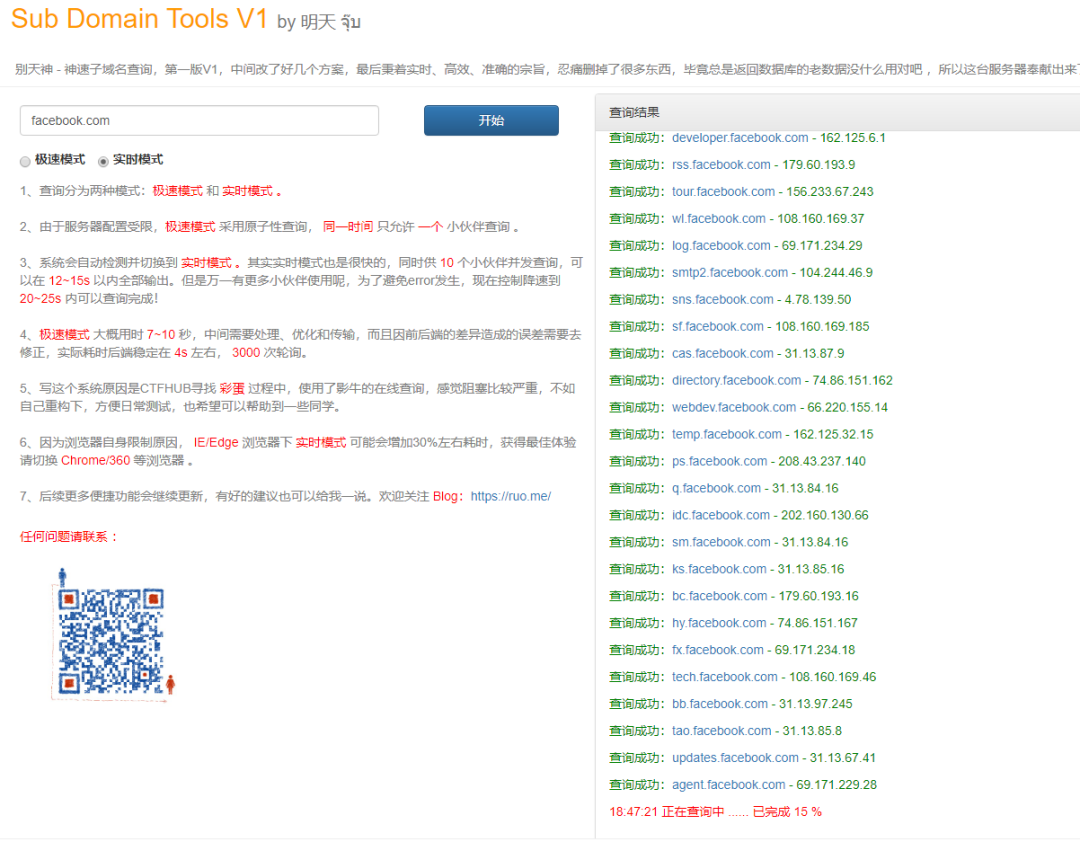 Sub Domain Tools V1 by 明天 จุ๊บ
别天神 - 神速子域名查询，第一版V1，中间改了好几个方案，最后秉着实时、高效、准确的宗旨，忍痛删掉了很多东西，毕竟总是返回数据库的老数据没什么用对吧 ，所以这台服务器奉献出来了
facebook.com
开始
极速模式 实时模式
1、查询分为两种模式：极速模式 和 实时模式 。
2、由于服务器配置受限，极速模式 采用原子性查询， 同一时间 只允许 一个 小伙伴查询 。
3、系统会自动检测并切换到 实时模式 。其实实时模式也是很快的，同时供 10 个小伙伴并发查询，可
以在 12~15s 以内全部输出。但是万一有更多小伙伴使用呢，为了避免error发生，现在控制降速到
20~25s 内可以查询完成！
4、极速模式 大概用时 7~10 秒，中间需要处理、优化和传输，而且因前后端的差异造成的误差需要去
修正，实际耗时后端稳定在 4s 左右， 3000 次轮询。
5、写这个系统原因是CTFHUB寻找 彩蛋 过程中，使用了影牛的在线查询，感觉阻塞比较严重，不如
自己重构下，方便日常测试，也希望可以帮助到一些同学。
6、因为浏览器自身限制原因， IE/Edge 浏览器下 实时模式 可能会增加30%左右耗时，获得最佳体验
请切换 Chrome/360 等浏览器 。
7、后续更多便捷功能会继续更新，有好的建议也可以给我一说。欢迎关注 Blog：https://ruo.me/
任何问题请联系：
查询结果
查询成功：developer.facebook.com - 162.125.6.1
查询成功：rss.facebook.com - 179.60.193.9
查询成功：tour.facebook.com - 156.233.67.243
查询成功：wl.facebook.com - 108.160.169.37
查询成功：log.facebook.com - 69.171.234.29
查询成功：smtp2.facebook.com - 104.244.46.9
查询成功：sns.facebook.com - 4.78.139.50
查询成功：sf.facebook.com - 108.160.169.185
查询成功：cas.facebook.com - 31.13.87.9
查询成功：directory.facebook.com - 74.86.151.162
查询成功：webdev.facebook.com - 66.220.155.14
查询成功：temp.facebook.com - 162.125.32.15
查询成功：ps.facebook.com - 208.43.237.140
查询成功：q.facebook.com - 31.13.84.16
查询成功：idc.facebook.com - 202.160.130.66
查询成功：sm.facebook.com - 31.13.84.16
查询成功：ks.facebook.com - 31.13.85.16
查询成功：bc.facebook.com - 179.60.193.16
查询成功：hy.facebook.com - 74.86.151.167
查询成功：fx.facebook.com - 69.171.234.18
查询成功：tech.facebook.com - 108.160.169.46
查询成功：bb.facebook.com - 31.13.97.245
查询成功：tao.facebook.com - 31.13.85.8
查询成功：updates.facebook.com - 31.13.67.41
查询成功：agent.facebook.com - 69.171.229.28
18:47:21 正在查询中 ...... 已完成 15 %